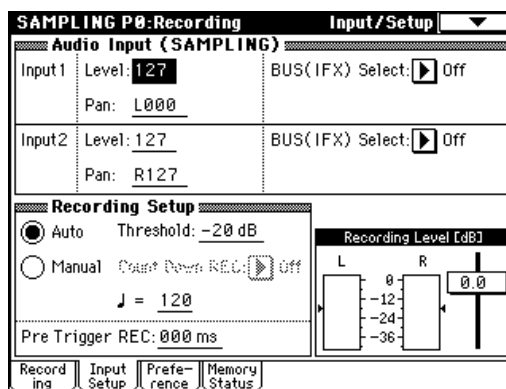 SAMPLING P0:Recording Input/Setup
Audio Input (SAMPLING)
Input1 Level: 127 BUS(IFX) Select: Off
Pan: L000
Input2 Level: 127 BUS(IFX) Select: Off
Pan: R127
Recording Setup
Auto Threshold: -20 dB
Manual Count Down REC: Off
♩ = 120
Pre Trigger REC: 000 ms
Recording Level [dB]
L R
0
-12
-24
-36
0.0
Record ing
Input Setup
Prefe- rence
Memory Status